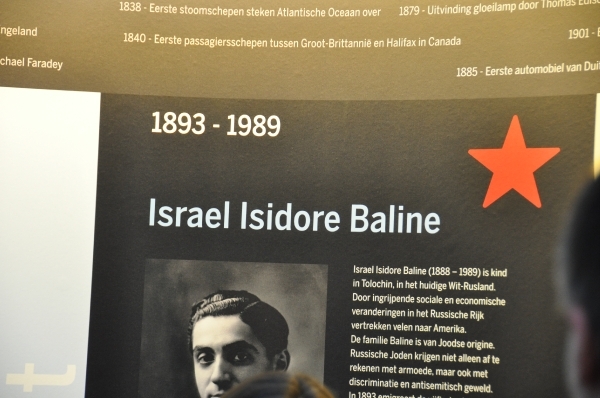 1838 - Eerste stoomschepen steken Atlantische Oceaan over
1879 - Uitvinding gloeilamp door Thomas
ngeland
1840 - Eerste passagiersschepen tussen Groot-Brittannië en Halifax in Canada
1901 -
chael Faradey
1885 - Eerste automobiel van
1893 - 1989
Israel Isidore Baline
Israel Isidore Baline (1888 – 1989) is kind
in Tolochin, in het huidige Wit-Rusland.
Door ingrijpende sociale en economische
veranderingen in het Russische Rijk
vertrekken velen naar Amerika.
De familie Baline is van Joodse origine.
Russische Joden krijgen niet alleen af te
rekenen met armoede, maar ook met
discriminatie en antisemitisch geweld.
In 1893 emigreert de